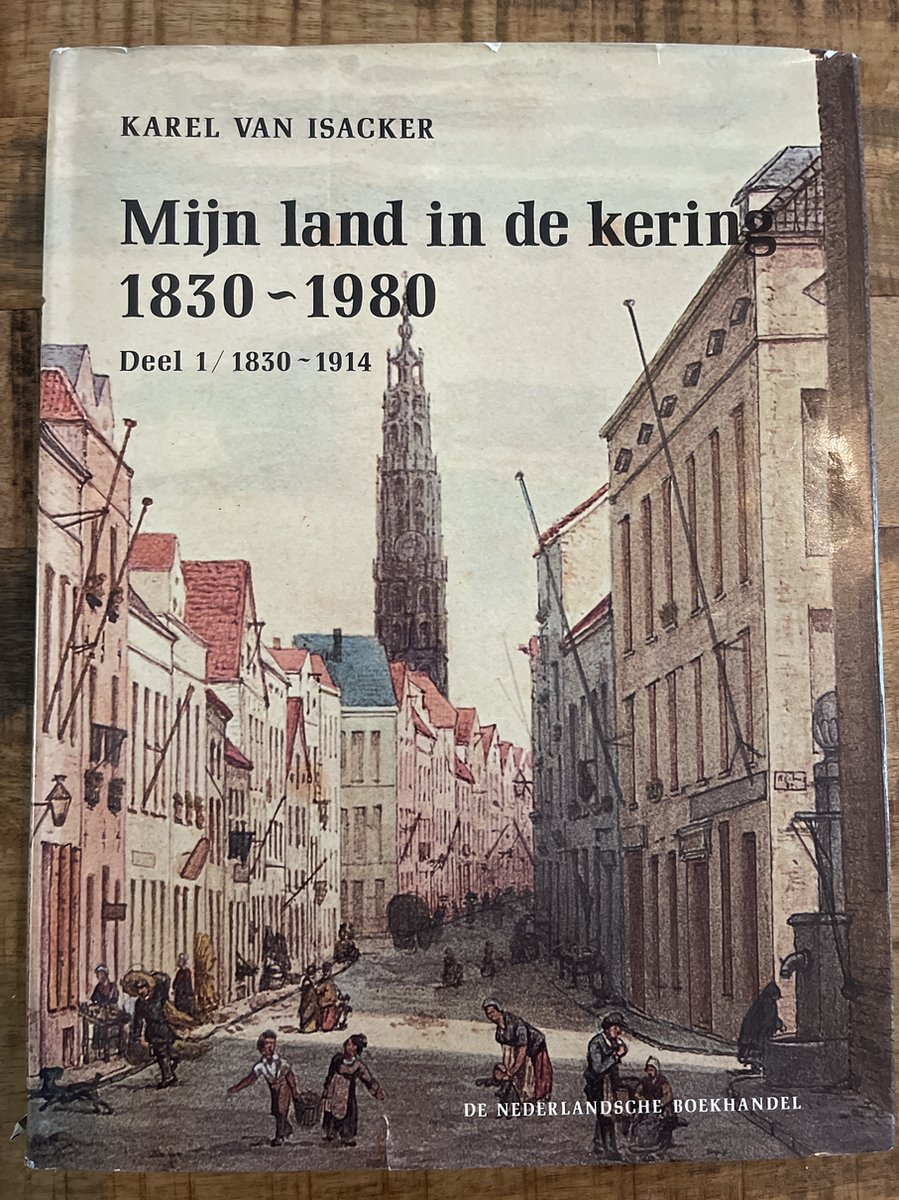 KAREL VAN ISACKER
Mijn land in de kering
1830~1980
Deel 1/1830~1914
DE NEDERLANDSCHE BOEKHANDEL